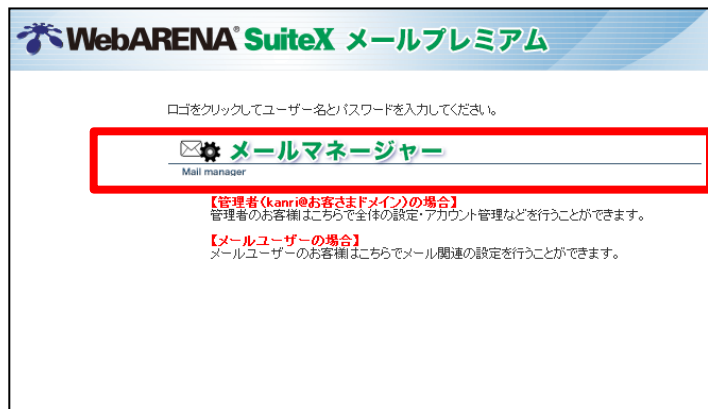 WebARENA® SuiteX メールプレミアム
ロゴをクリックしてユーザー名とパスワードを入力してください。
メールマネージャー
Mail manager
【管理者(kanri@お客さまドメイン)の場合】
管理者のお客様はこちらで全体の設定・アカウント管理などを行うことができます。
【メールユーザーの場合】
メールユーザーのお客様はこちらでメール関連の設定を行うことができます。